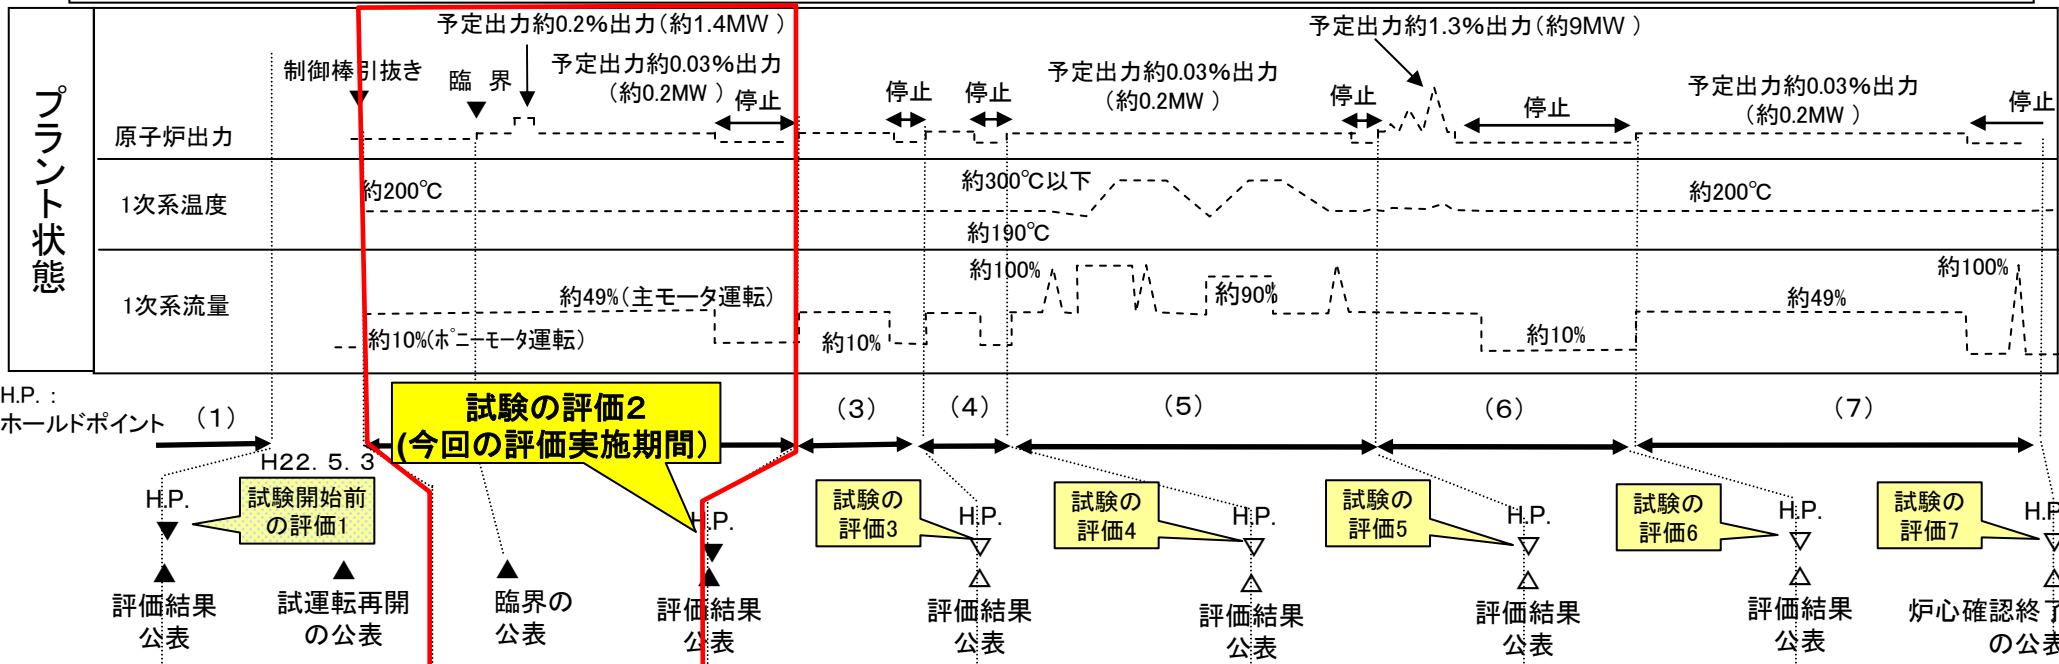 プラント状態
予定出力約0.2%出力(約1.4MW )
予定出力約1.3%出力(約9MW )
制御棒引抜き
臨 界
予定出力約0.03%出力
(約0.2MW )
停止
停止
停止
予定出力約0.03%出力
(約0.2MW )
停止
停止
予定出力約0.03%出力
(約0.2MW )
停止
原子炉出力
1次系温度
約200℃
約300℃以下
約190℃
約200℃
1次系流量
約10%(ポニーモータ運転)
約49%(主モータ運転)
約10%
約100%
約90%
約10%
約49%
約100%
H.P. :
ホールドポイント
(1)
試験の評価2
(今回の評価実施期間)
(3)
(4)
(5)
(6)
(7)
H22. 5. 3
H.P.
試験開始前
の評価1
H.P.
試験の
評価3
H.P.
試験の
評価4
H.P.
試験の
評価5
H.P.
試験の
評価6
H.P.
試験の
評価7
H.P
評価結果
公表
試運転再開
の公表
臨界の
公表
評価結果
公表
評価結果
公表
評価結果
公表
評価結果
公表
評価結果
公表
炉心確認終了
の公表